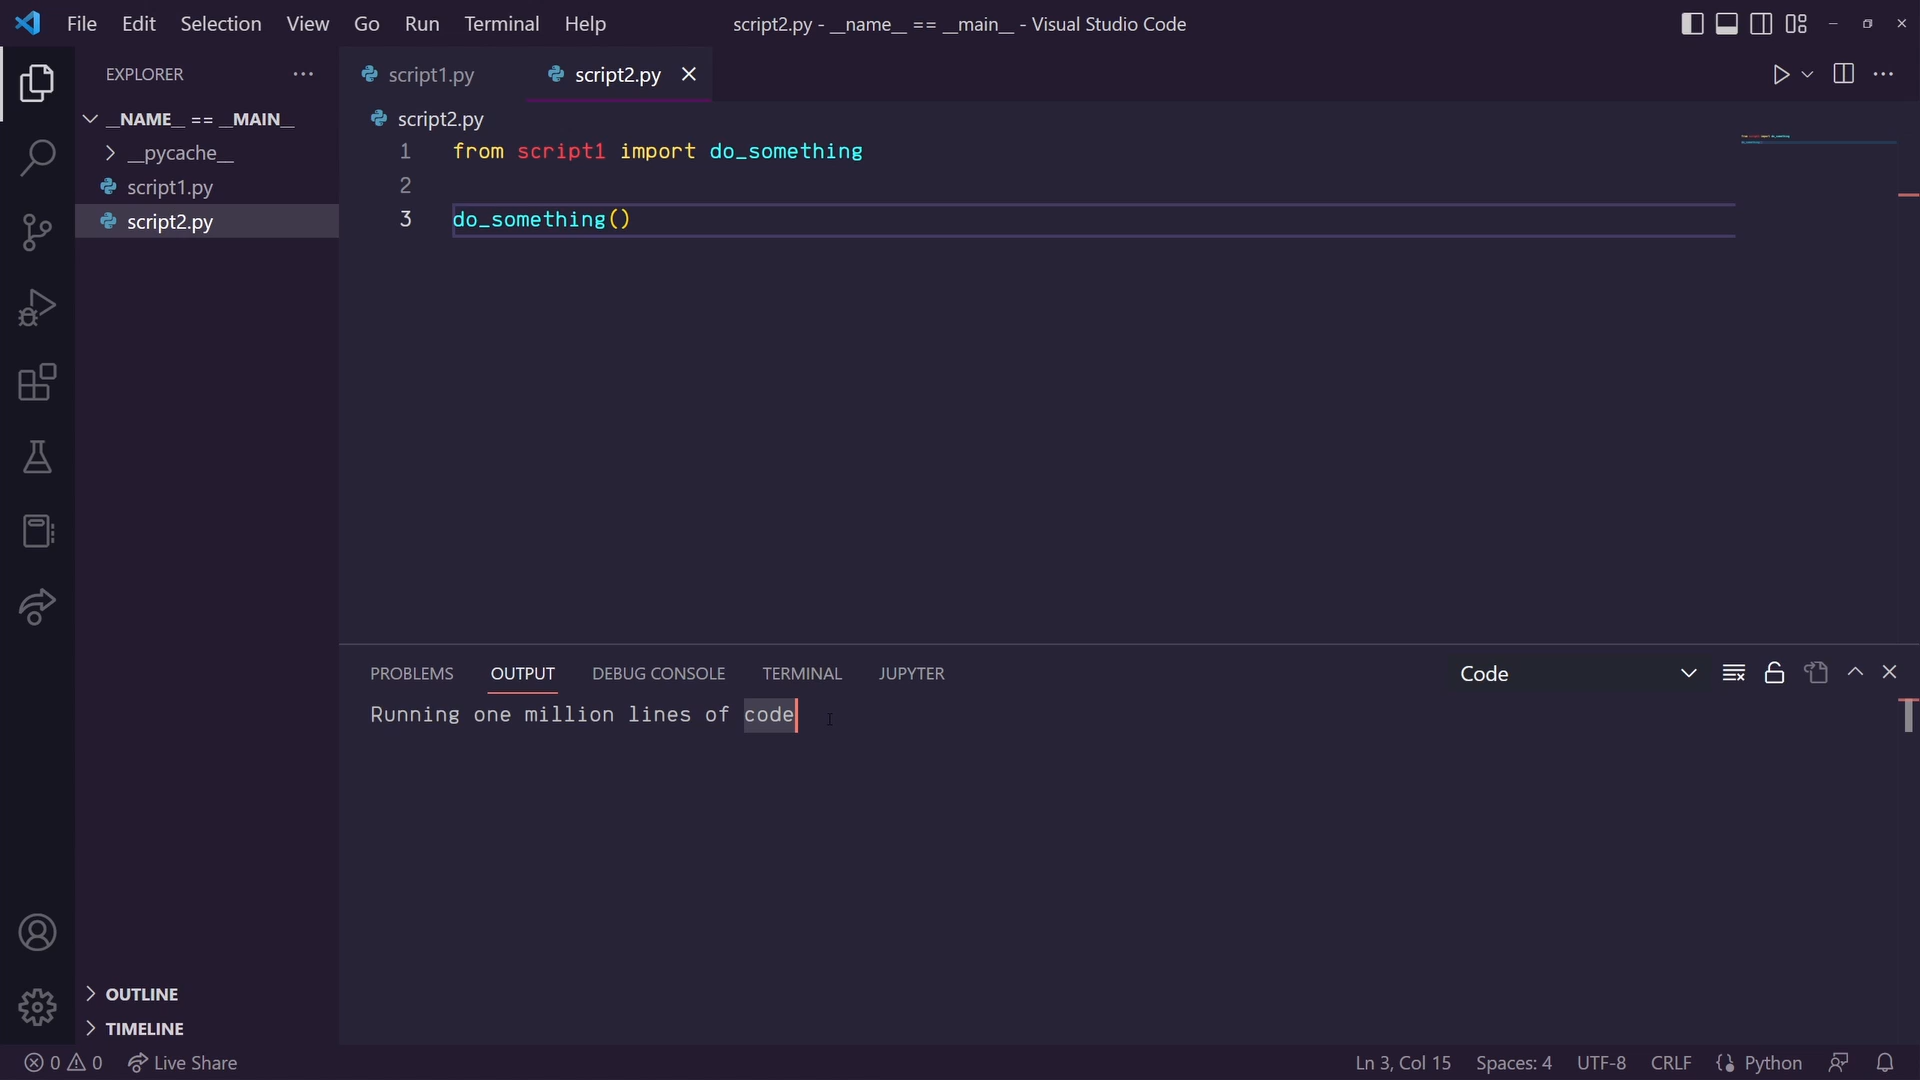 File Edit Selection View Go Run Terminal Help script2.py - __name__ == __main__ - Visual Studio Code
EXPLORER
script1.py script2.py
__NAME__ == __MAIN__
script2.py
__pycache__
script1.py
script2.py
1 from script1 import do_something
2
3 do_something()
PROBLEMS OUTPUT DEBUG CONSOLE TERMINAL JUPYTER Code
Running one million lines of code
OUTLINE
TIMELINE
0 0 Live Share Ln 3, Col 15 Spaces: 4 UTF-8 CRLF Python